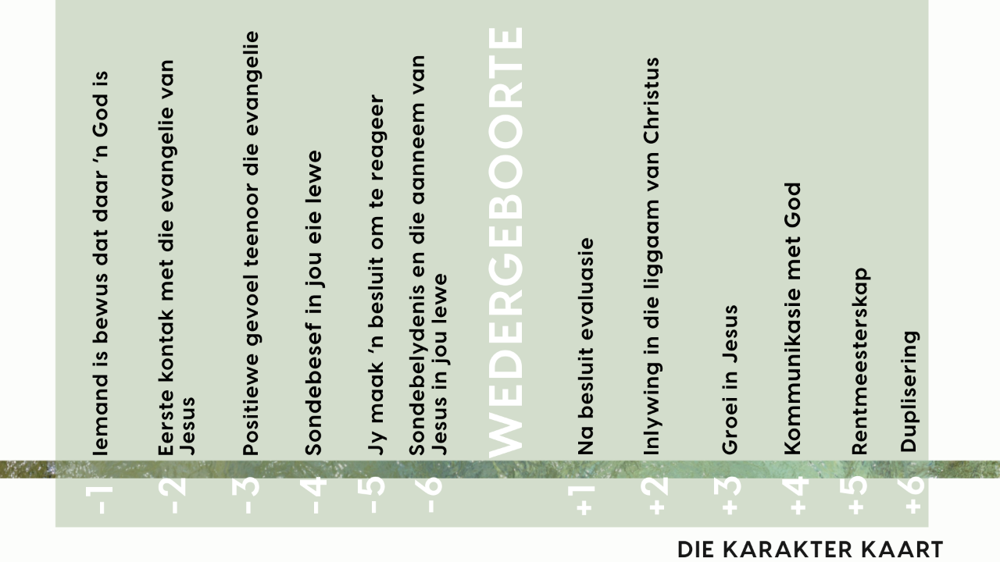 -1
Iemand is bewus dat daar ’n God is
-2
Eerste kontak met die evangelie van
Jesus
-3
Positiewe gevoel teenoor die evangelie
-4
Sondebesef in jou eie lewe
-5
Jy maak ’n besluit om te reageer
-6
Sondebelydenis en die aanneem van
Jesus in jou lewe
WEDERGEBOORTE
+1
Na besluit evaluasie
+2
Inlywing in die liggaam van Christus
+3
Groei in Jesus
+4
Kommunikasie met God
+5
Rentmeesterskap
+6
Duplisering
DIE KARAKTER KAART